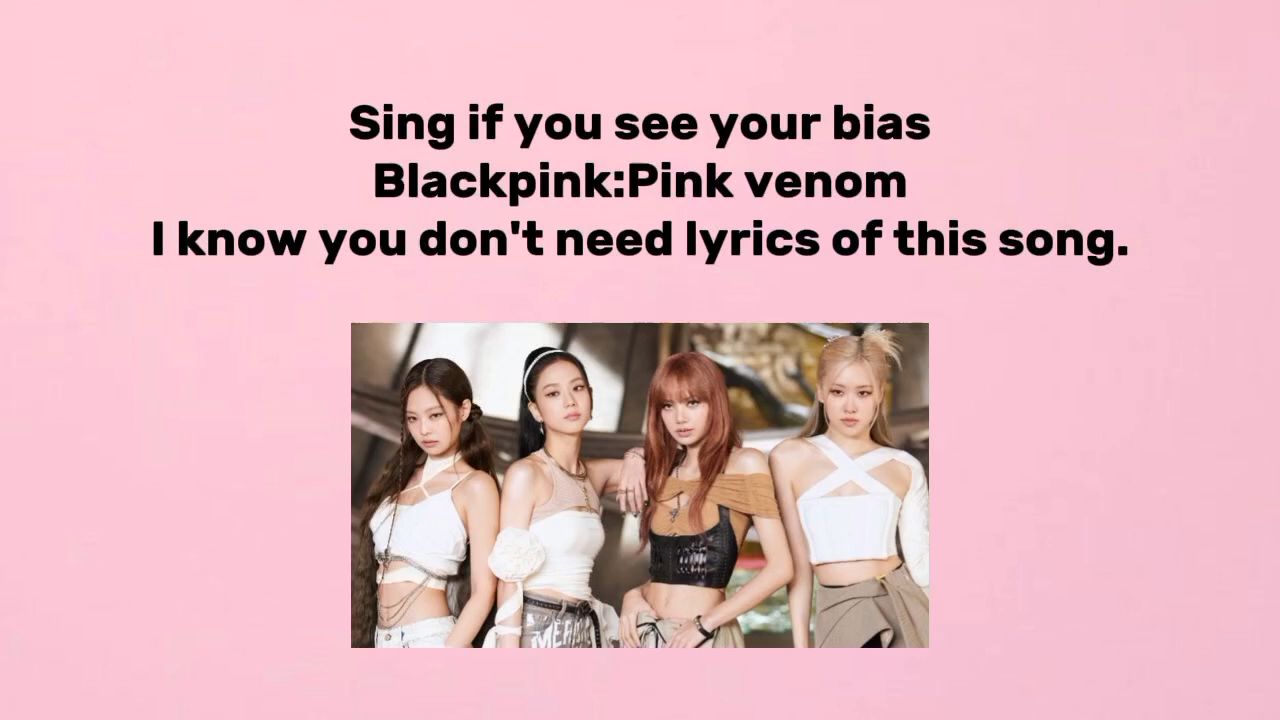 Sing if you see your bias
Blackpink:Pink venom
I know you don't need lyrics of this song.